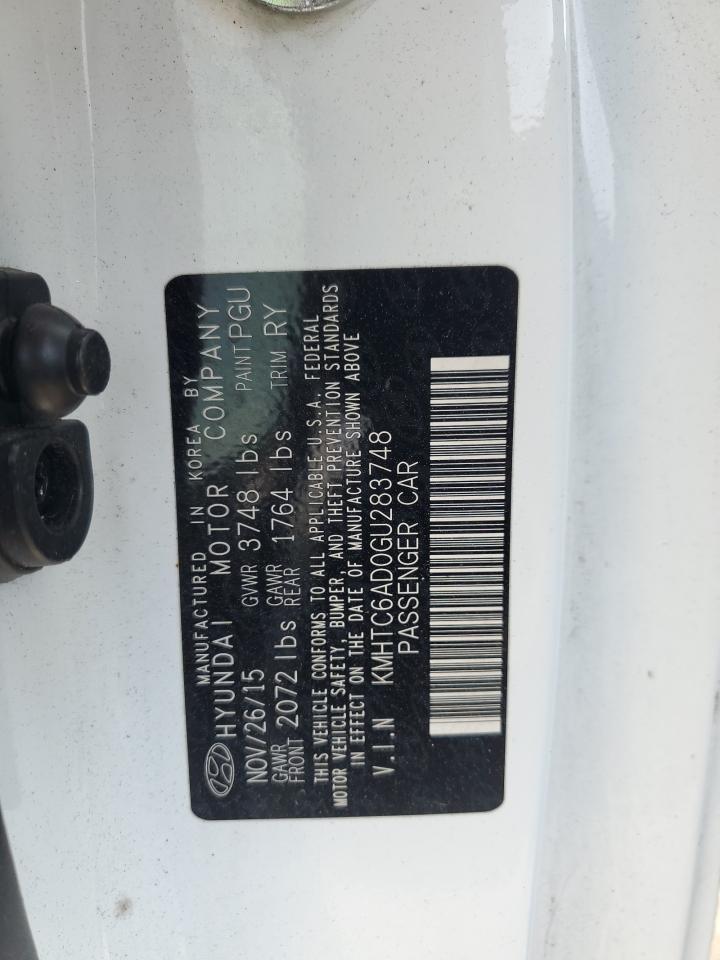 MANUFACTURED IN KOREA BY
HYUNDAI MOTOR COMPANY
NOV/26/15 GVWR 3748 lbs PAINT PGU
GAWR FRONT 2072 lbs GAWR REAR 1764 lbs TRIM RY
THIS VEHICLE CONFORMS TO ALL APPLICABLE U.S.A. FEDERAL
MOTOR VEHICLE SAFETY, BUMPER, AND THEFT PREVENTION STANDARDS
IN EFFECT ON THE DATE OF MANUFACTURE SHOWN ABOVE
V.I.N KMHTC6AD0GU283748
PASSENGER CAR